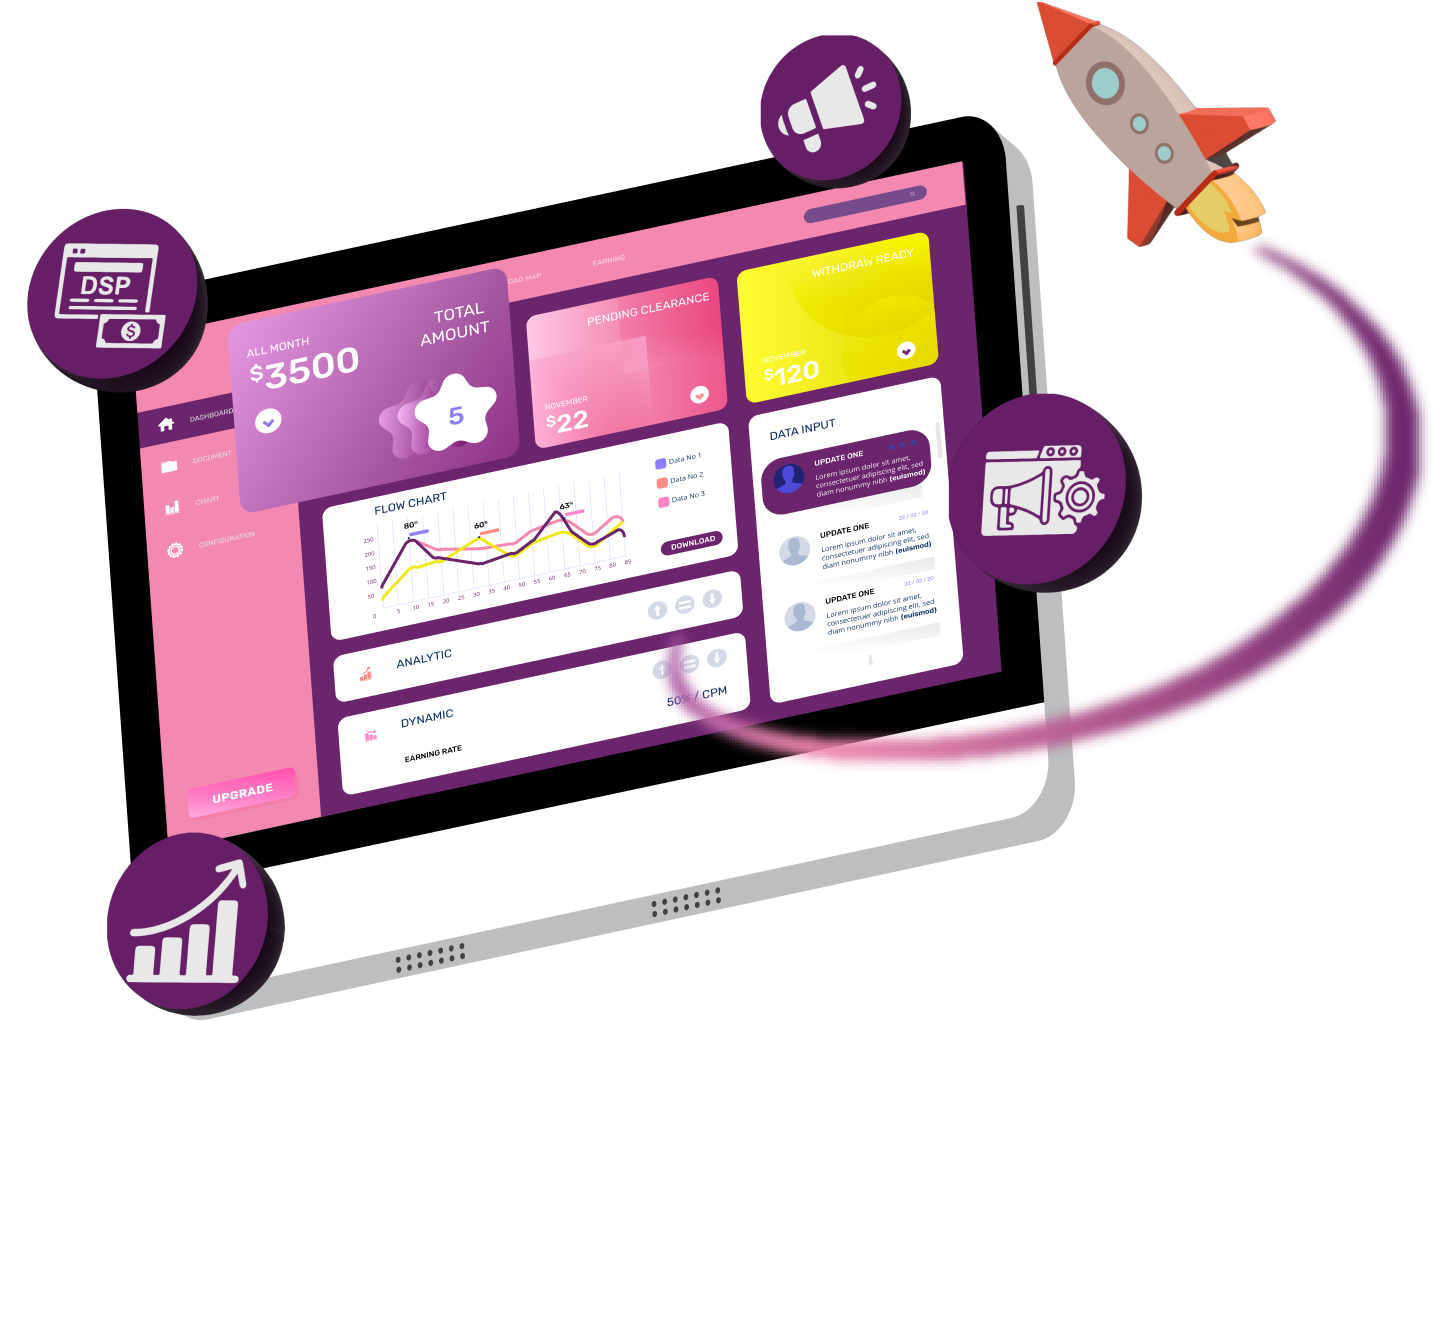 DSP
EARNING
ALL MONTH
$3500
TOTAL
AMOUNT
5
PENDING CLEARANCE
NOVEMBER
$22
WITHDRAW READY
NOVEMBER
$120
DASHBOARD
DOCUMENT
CHART
CONFIGURATION
UPGRADE
FLOW CHART
80%
60%
63%
250
200
150
100
50
0
5 10 15 20 25 30 35 40 45 50 55 60 65 70 75 80 85
Data No 1
Data No 2
Data No 3
DOWNLOAD
ANALYTIC
DYNAMIC
50% / CPM
EARNING RATE
DATA INPUT
UPDATE ONE
Lorem ipsum dolor sit amet,
consectetuer adipiscing elit, sed
diam nonummy nibh (euismod)
22 / 02 / 20
UPDATE ONE
Lorem ipsum dolor sit amet,
consectetuer adipiscing elit, sed
diam nonummy nibh (euismod)
22 / 02 / 20
UPDATE ONE
Lorem ipsum dolor sit amet,
consectetuer adipiscing elit, sed
diam nonummy nibh (euismod)